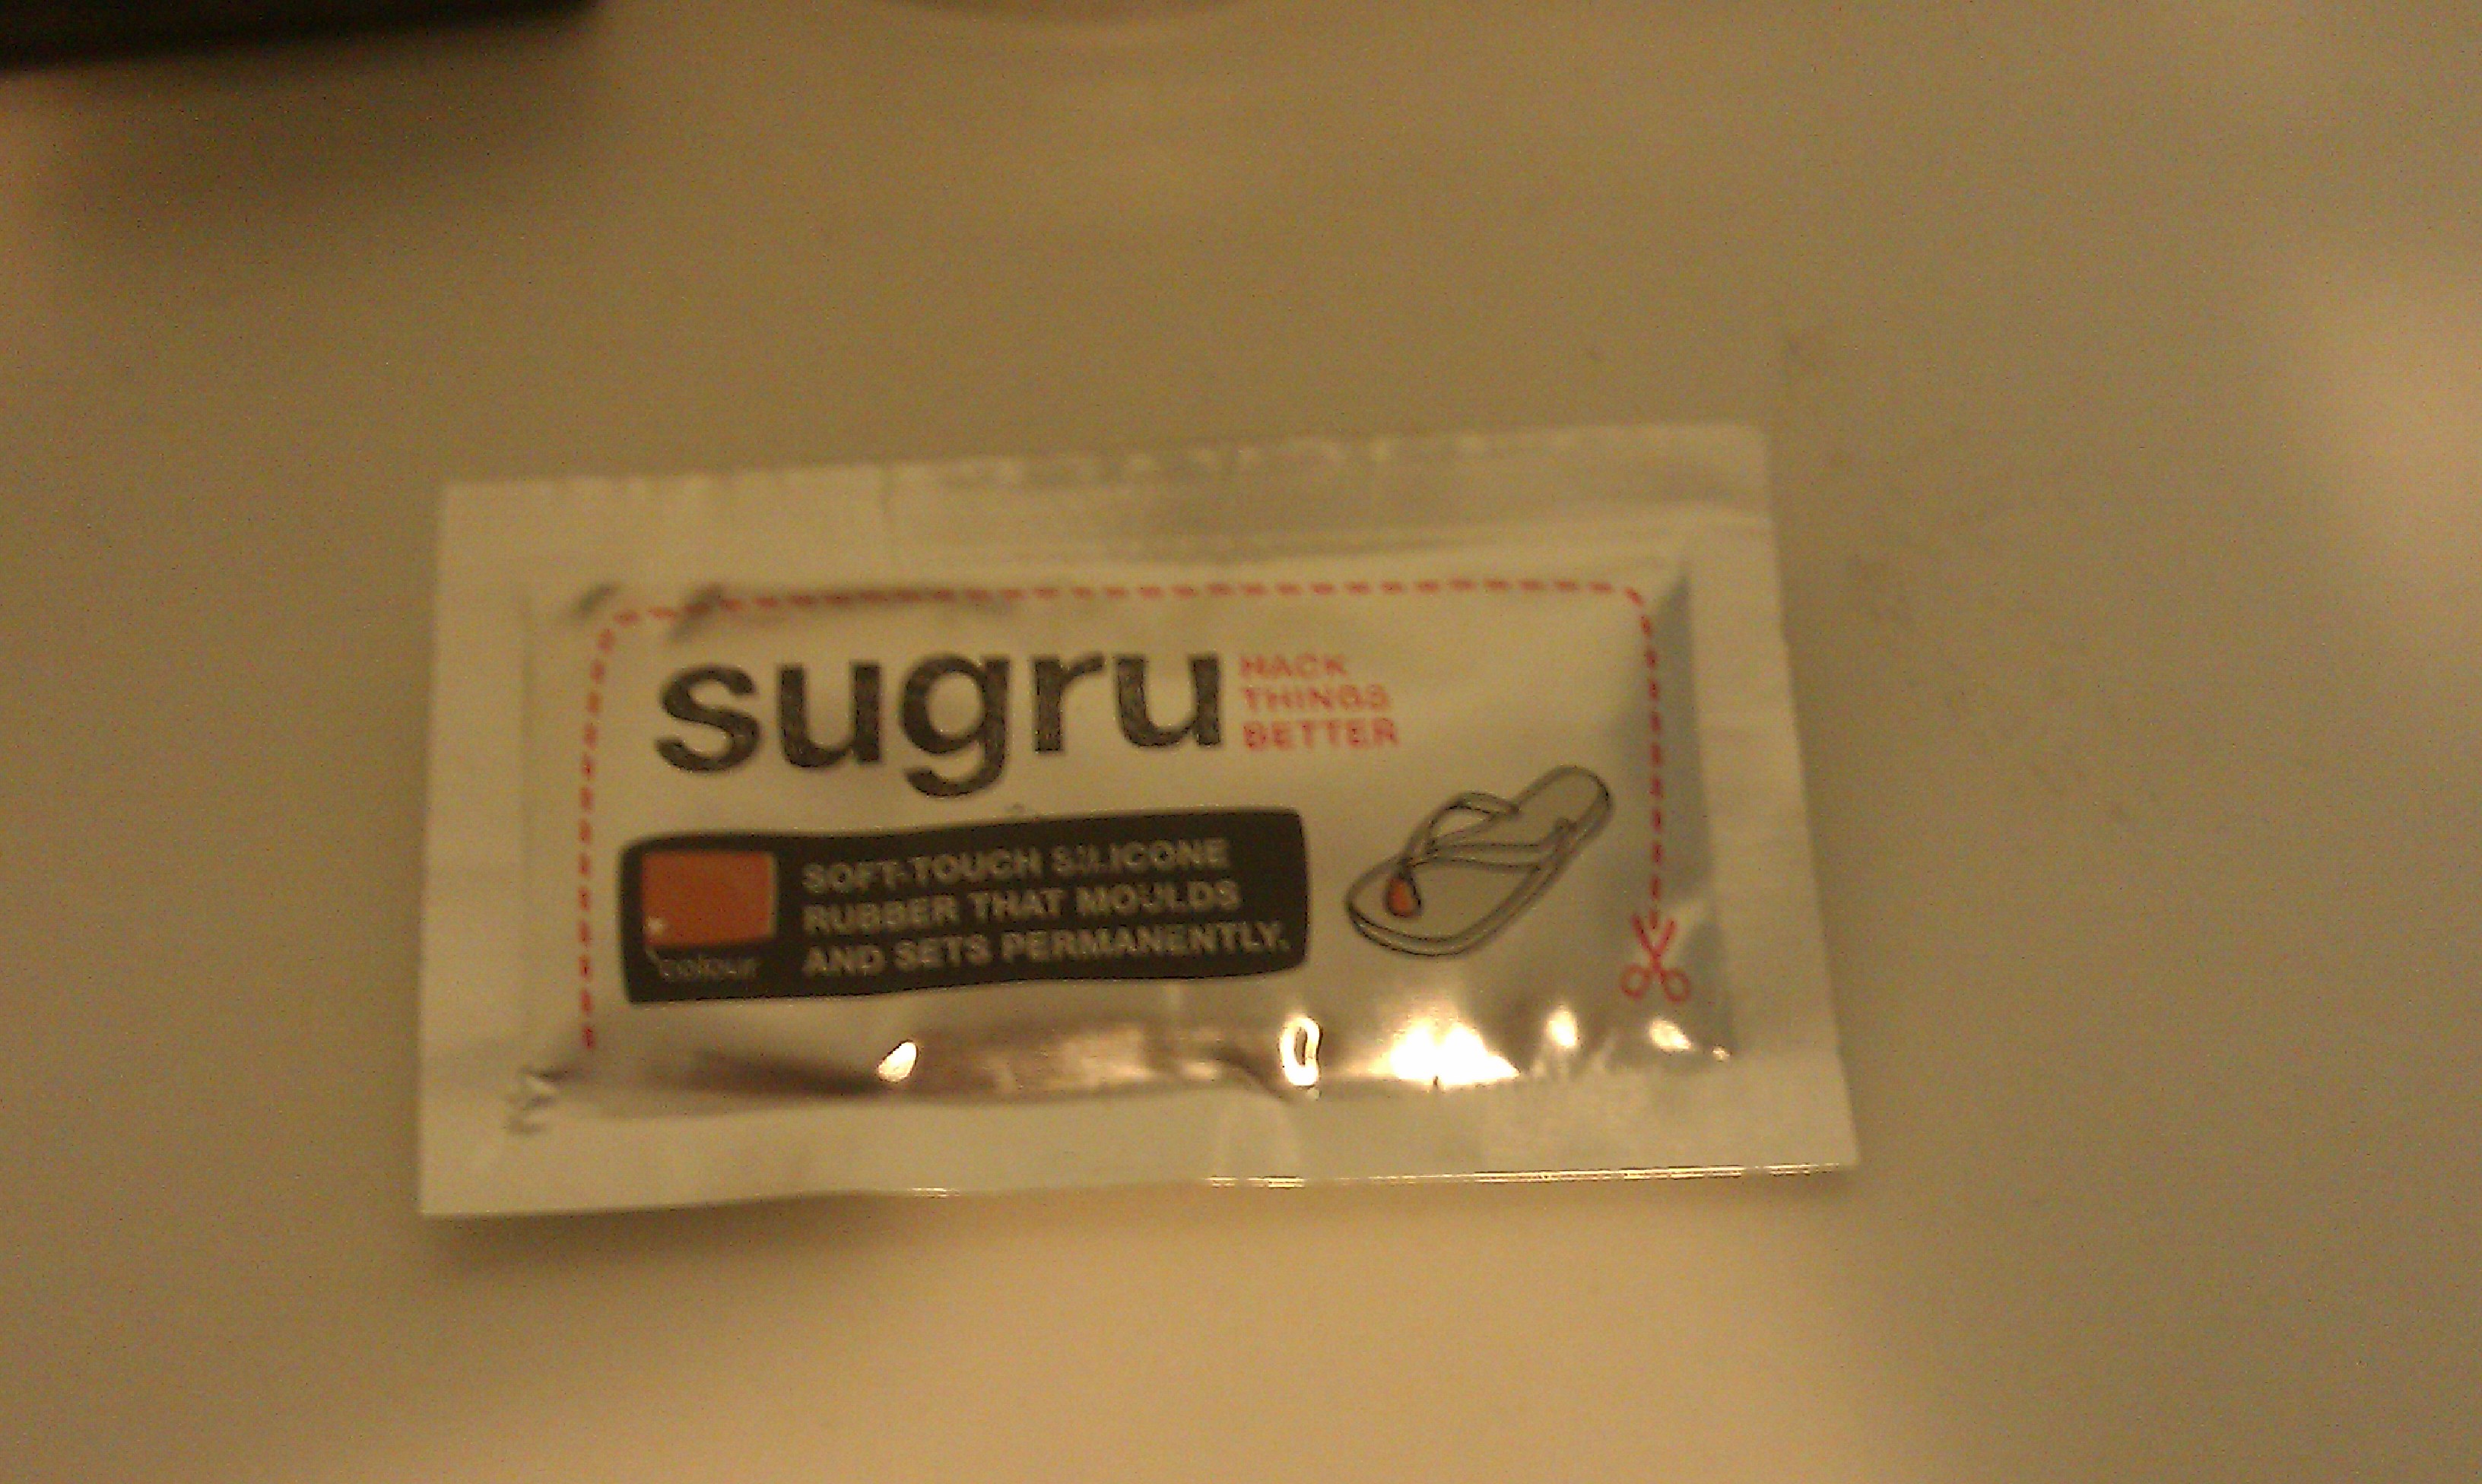 sugru
HACK
THINGS
BETTER
SOFT-TOUCH SILICONE
RUBBER THAT MOULDS
AND SETS PERMANENTLY.
colour